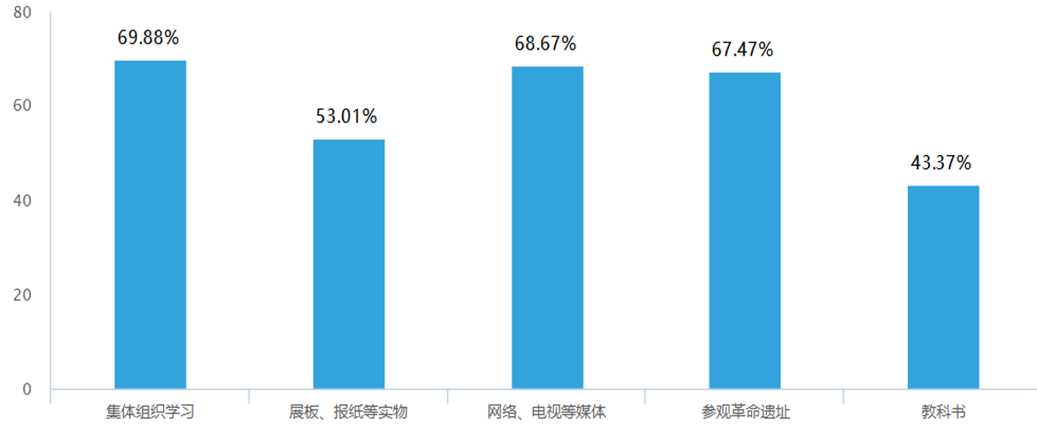 80
69.88%
68.67%
67.47%
60
53.01%
43.37%
40
20
0
集体组织学习
展板、报纸等实物
网络、电视等媒体
参观革命遗址
教科书